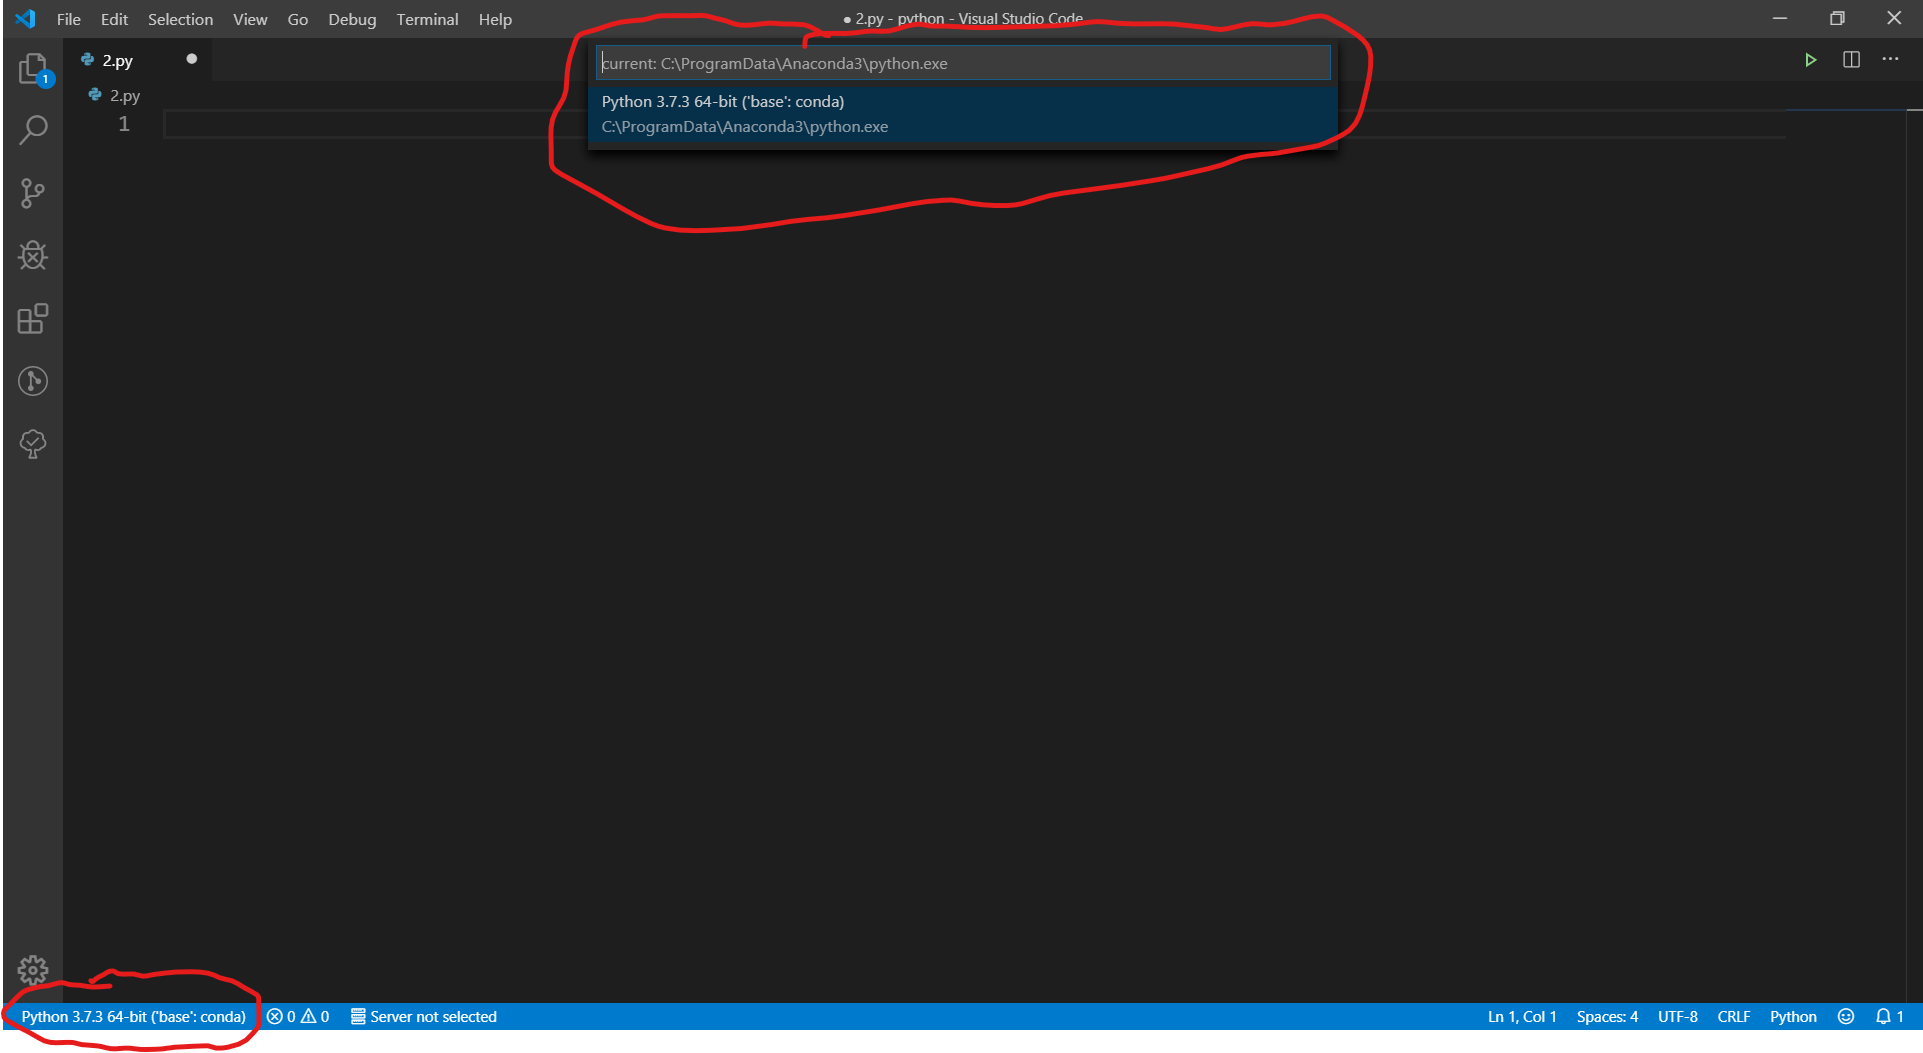 File Edit Selection View Go Debug Terminal Help
● 2.py - python - Visual Studio Code
1
2.py
current: C:\ProgramData\Anaconda3\python.exe
Python 3.7.3 64-bit ('base': conda)
C:\ProgramData\Anaconda3\python.exe
2.py
1
Python 3.7.3 64-bit ('base': conda) 0 0 Server not selected
Ln 1, Col 1 Spaces: 4 UTF-8 CRLF Python 1